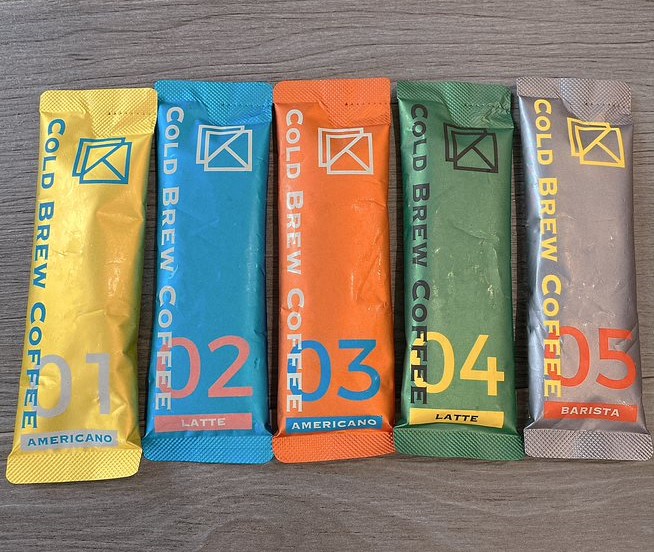 COLD BREW COFFEE
01
AMERICANO
COLD BREW COFFEE
02
LATTE
COLD BREW COFFEE
03
AMERICANO
COLD BREW COFFEE
04
LATTE
COLD BREW COFFEE
05
BARISTA